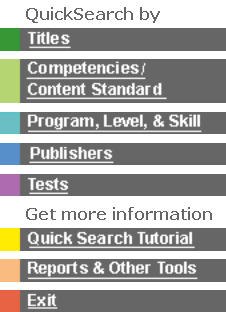 QuickSearch by
Titles
Competencies/
Content Standard
Program, Level, & Skill
Publishers
Tests
Get more information
Quick Search Tutorial
Reports & Other Tools
Exit